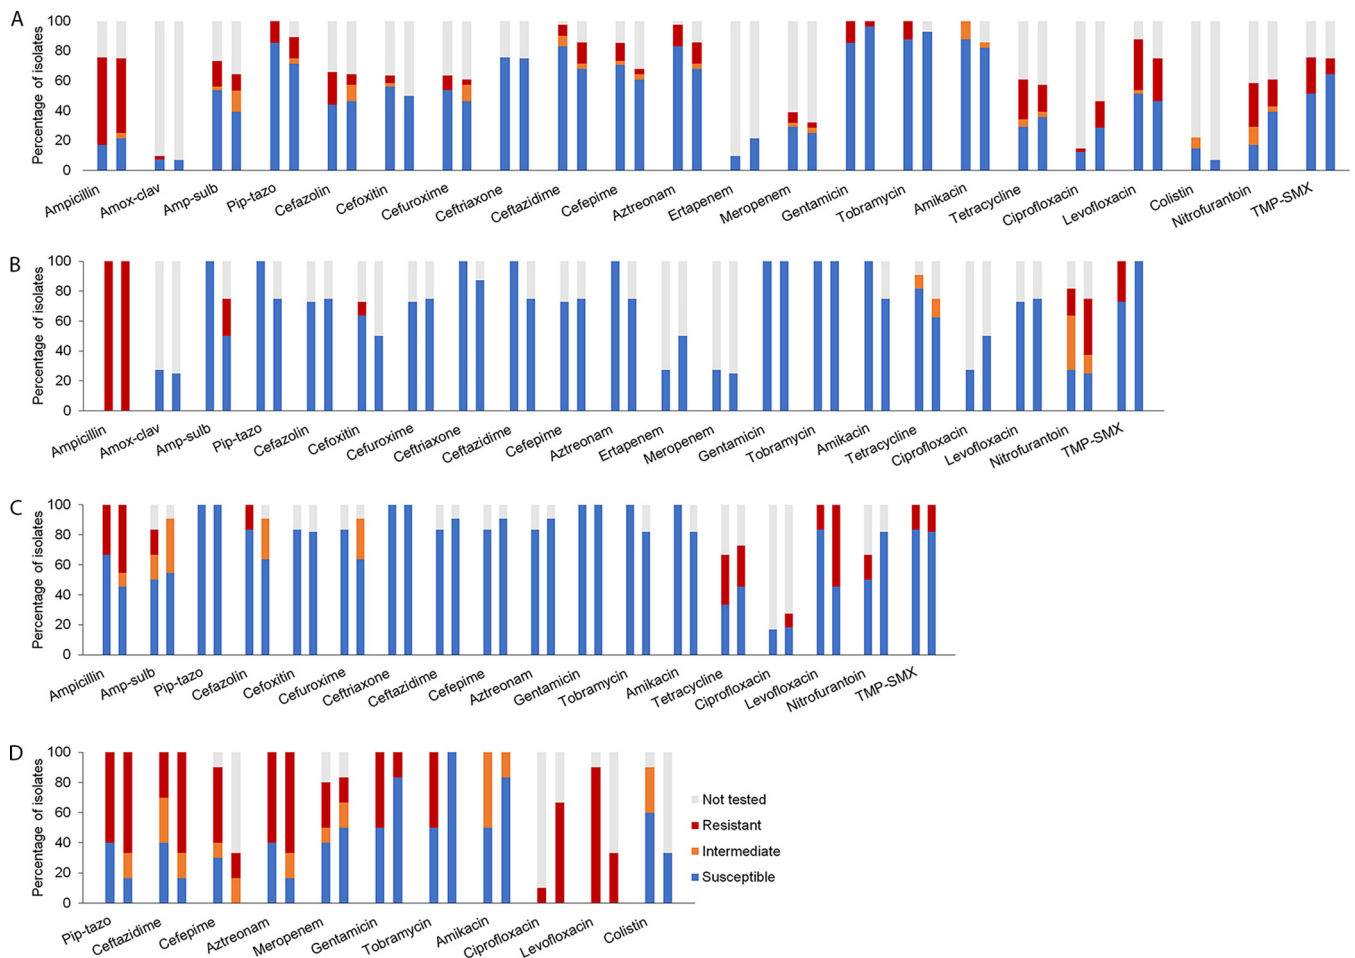 A
Percentage of isolates
100
80
60
40
20
0
Ampicillin
Amox-clav
Amp-sulb
Pip-tazo
Cefazolin
Cefoxitin
Cefuroxime
Ceftriaxone
Ceftazidime
Cefepime
Aztreonam
Ertapenem
Meropenem
Gentamicin
Tobramycin
Amikacin
Tetracycline
Ciprofloxacin
Levofloxacin
Colistin
Nitrofurantoin
TMP-SMX
B
Percentage of isolates
100
80
60
40
20
0
Ampicillin
Amox-clav
Amp-sulb
Pip-tazo
Cefazolin
Cefoxitin
Cefuroxime
Ceftriaxone
Ceftazidime
Cefepime
Aztreonam
Ertapenem
Meropenem
Gentamicin
Tobramycin
Amikacin
Tetracycline
Ciprofloxacin
Levofloxacin
Nitrofurantoin
TMP-SMX
C
Percentage of isolates
100
80
60
40
20
0
Ampicillin
Amp-sulb
Pip-tazo
Cefazolin
Cefoxitin
Cefuroxime
Ceftriaxone
Ceftazidime
Cefepime
Aztreonam
Gentamicin
Tobramycin
Amikacin
Tetracycline
Ciprofloxacin
Levofloxacin
Nitrofurantoin
TMP-SMX
D
Percentage of isolates
100
80
60
40
20
0
Pip-tazo
Ceftazidime
Cefepime
Aztreonam
Meropenem
Gentamicin
Tobramycin
Amikacin
Ciprofloxacin
Levofloxacin
Colistin
Not tested
Resistant
Intermediate
Susceptible